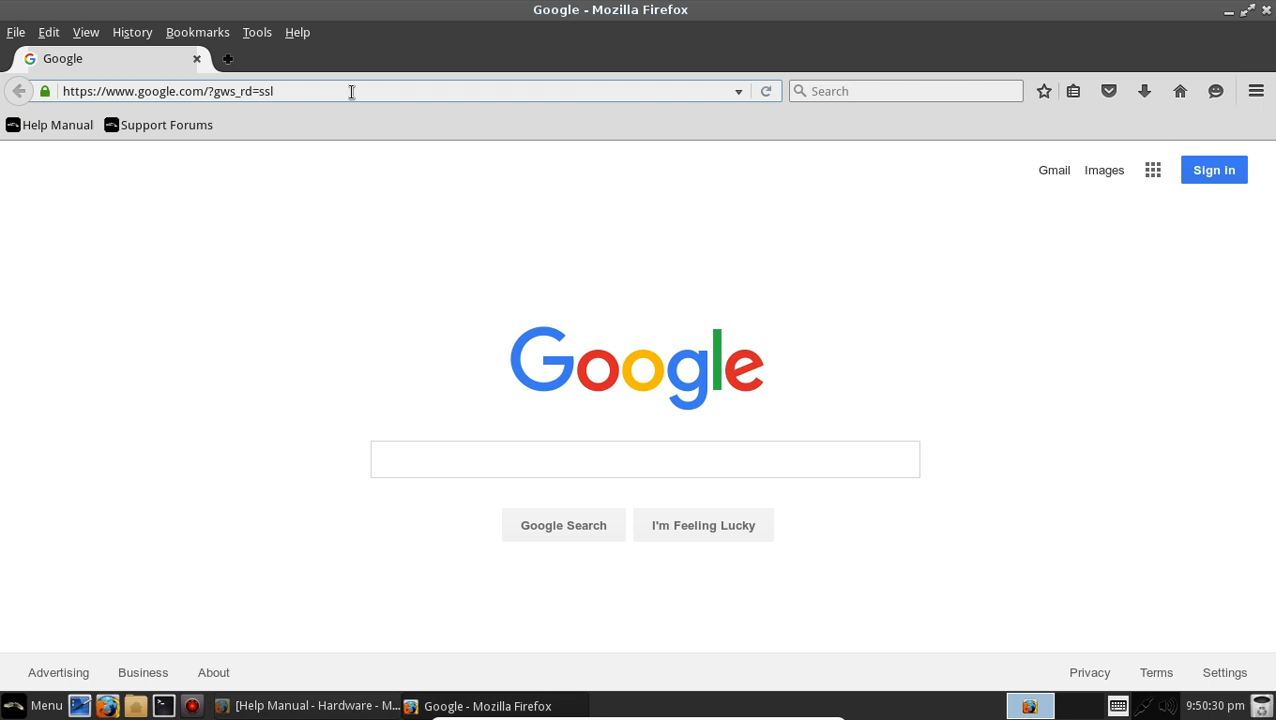 Google - Mozilla Firefox
File Edit View History Bookmarks Tools Help
Google
https://www.google.com/?gws_rd=ssl
Search
Help Manual Support Forums
Gmail Images Sign in
Google
Google Search I'm Feeling Lucky
Advertising Business About Privacy Terms Settings
Menu [Help Manual - Hardware - M... Google - Mozilla Firefox 9:50:30 pm